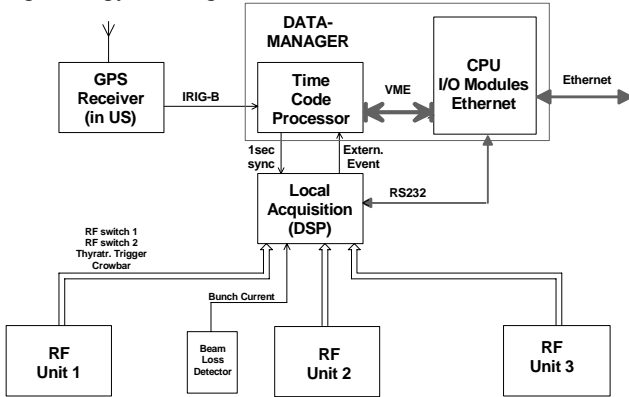 DATA-
MANAGER
GPS
Receiver
(in US)
IRIG-B
Time
Code
Processor
VME
CPU
I/O Modules
Ethernet
Ethernet
1sec
sync
Extern.
Event
Local
Acquisition
(DSP)
RS232
RF switch 1
RF switch 2
Thyratr. Trigger
Crowbar
Bunch Current
RF
Unit 1
Beam
Loss
Detector
RF
Unit 2
RF
Unit 3